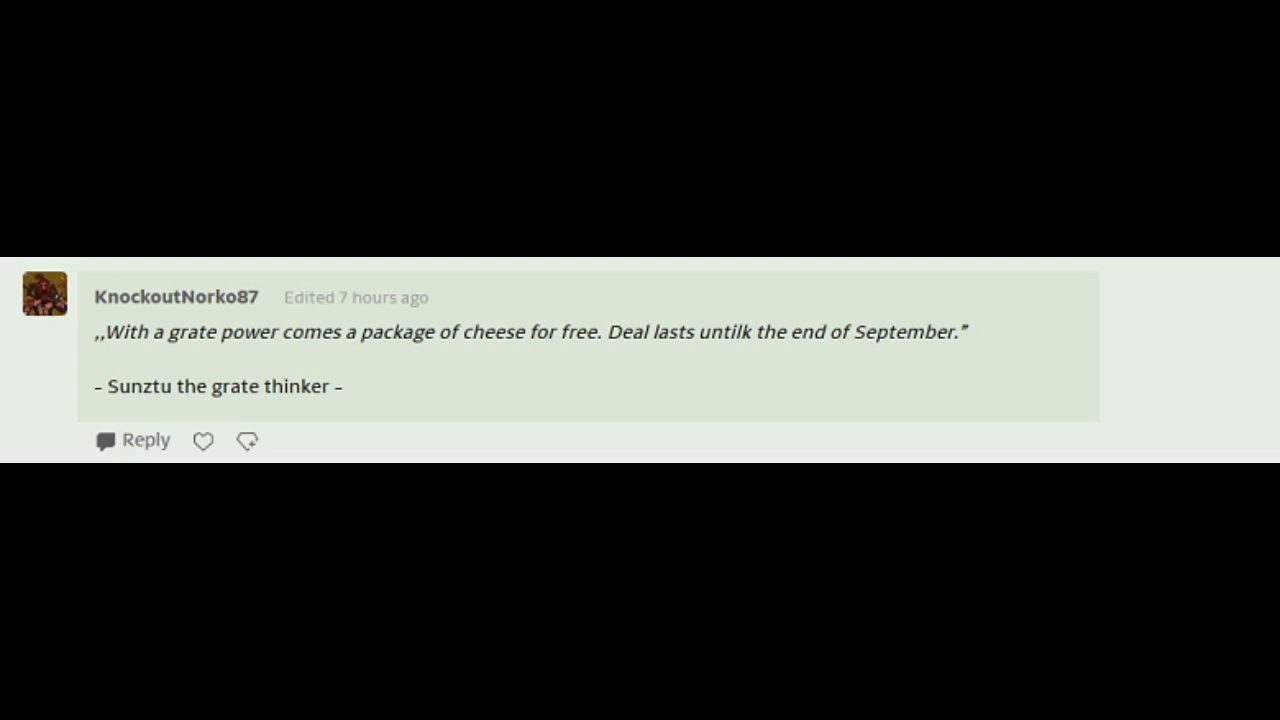 KnockoutNorko87 Edited 7 hours ago
,,With a grate power comes a package of cheese for free. Deal lasts untilk the end of September.”
- Sunztu the grate thinker -
Reply